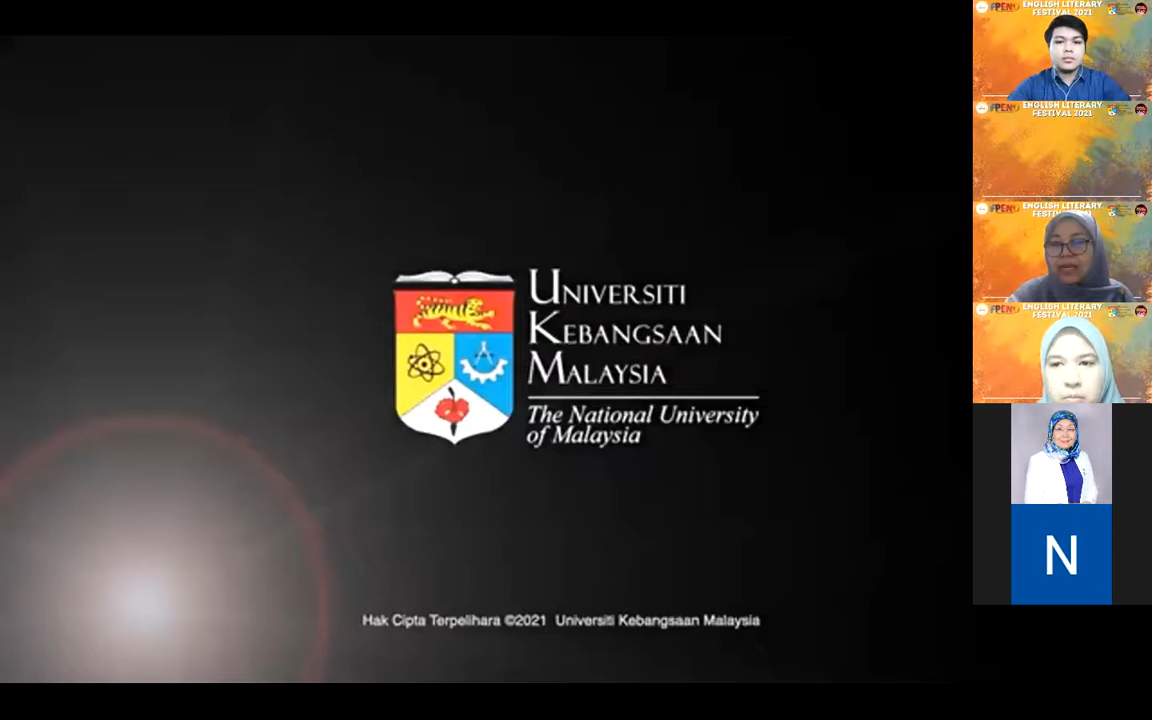 UNIVERSITI
KEBANGSAAN
MALAYSIA
The National University
of Malaysia
Hak Cipta Terpelihara ©2021 Universiti Kebangsaan Malaysia
ENGLISH LITERARY
FESTIVAL 2021
ENGLISH LITERARY
FESTIVAL 2021
ENGLISH LITERARY
ENGLISH LITERARY
FESTIVAL 2021
N